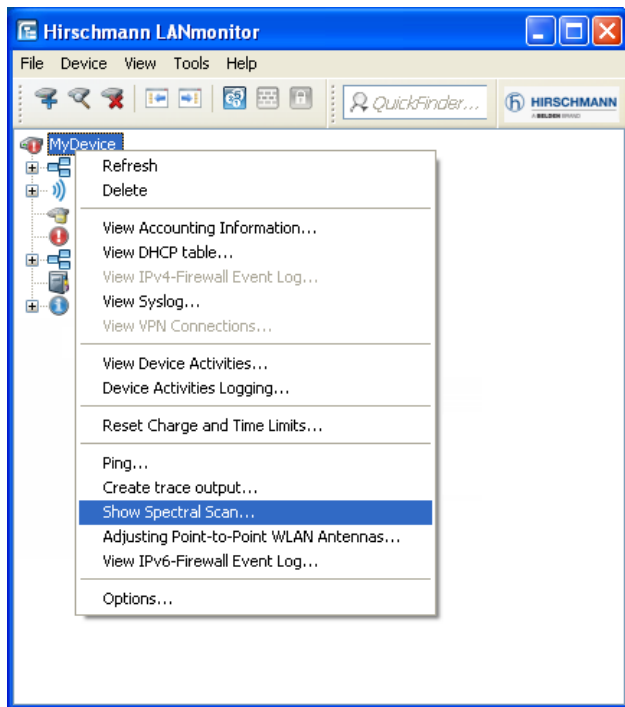 Hirschmann LANmonitor
File Device View Tools Help
QuickFinder...
HIRSCHMANN
A BELDEN BRAND
MyDevice
Refresh
Delete
View Accounting Information...
View DHCP table...
View IPv4-Firewall Event Log...
View Syslog...
View VPN Connections...
View Device Activities...
Device Activities Logging...
Reset Charge and Time Limits...
Ping...
Create trace output...
Show Spectral Scan...
Adjusting Point-to-Point WLAN Antennas...
View IPv6-Firewall Event Log...
Options...